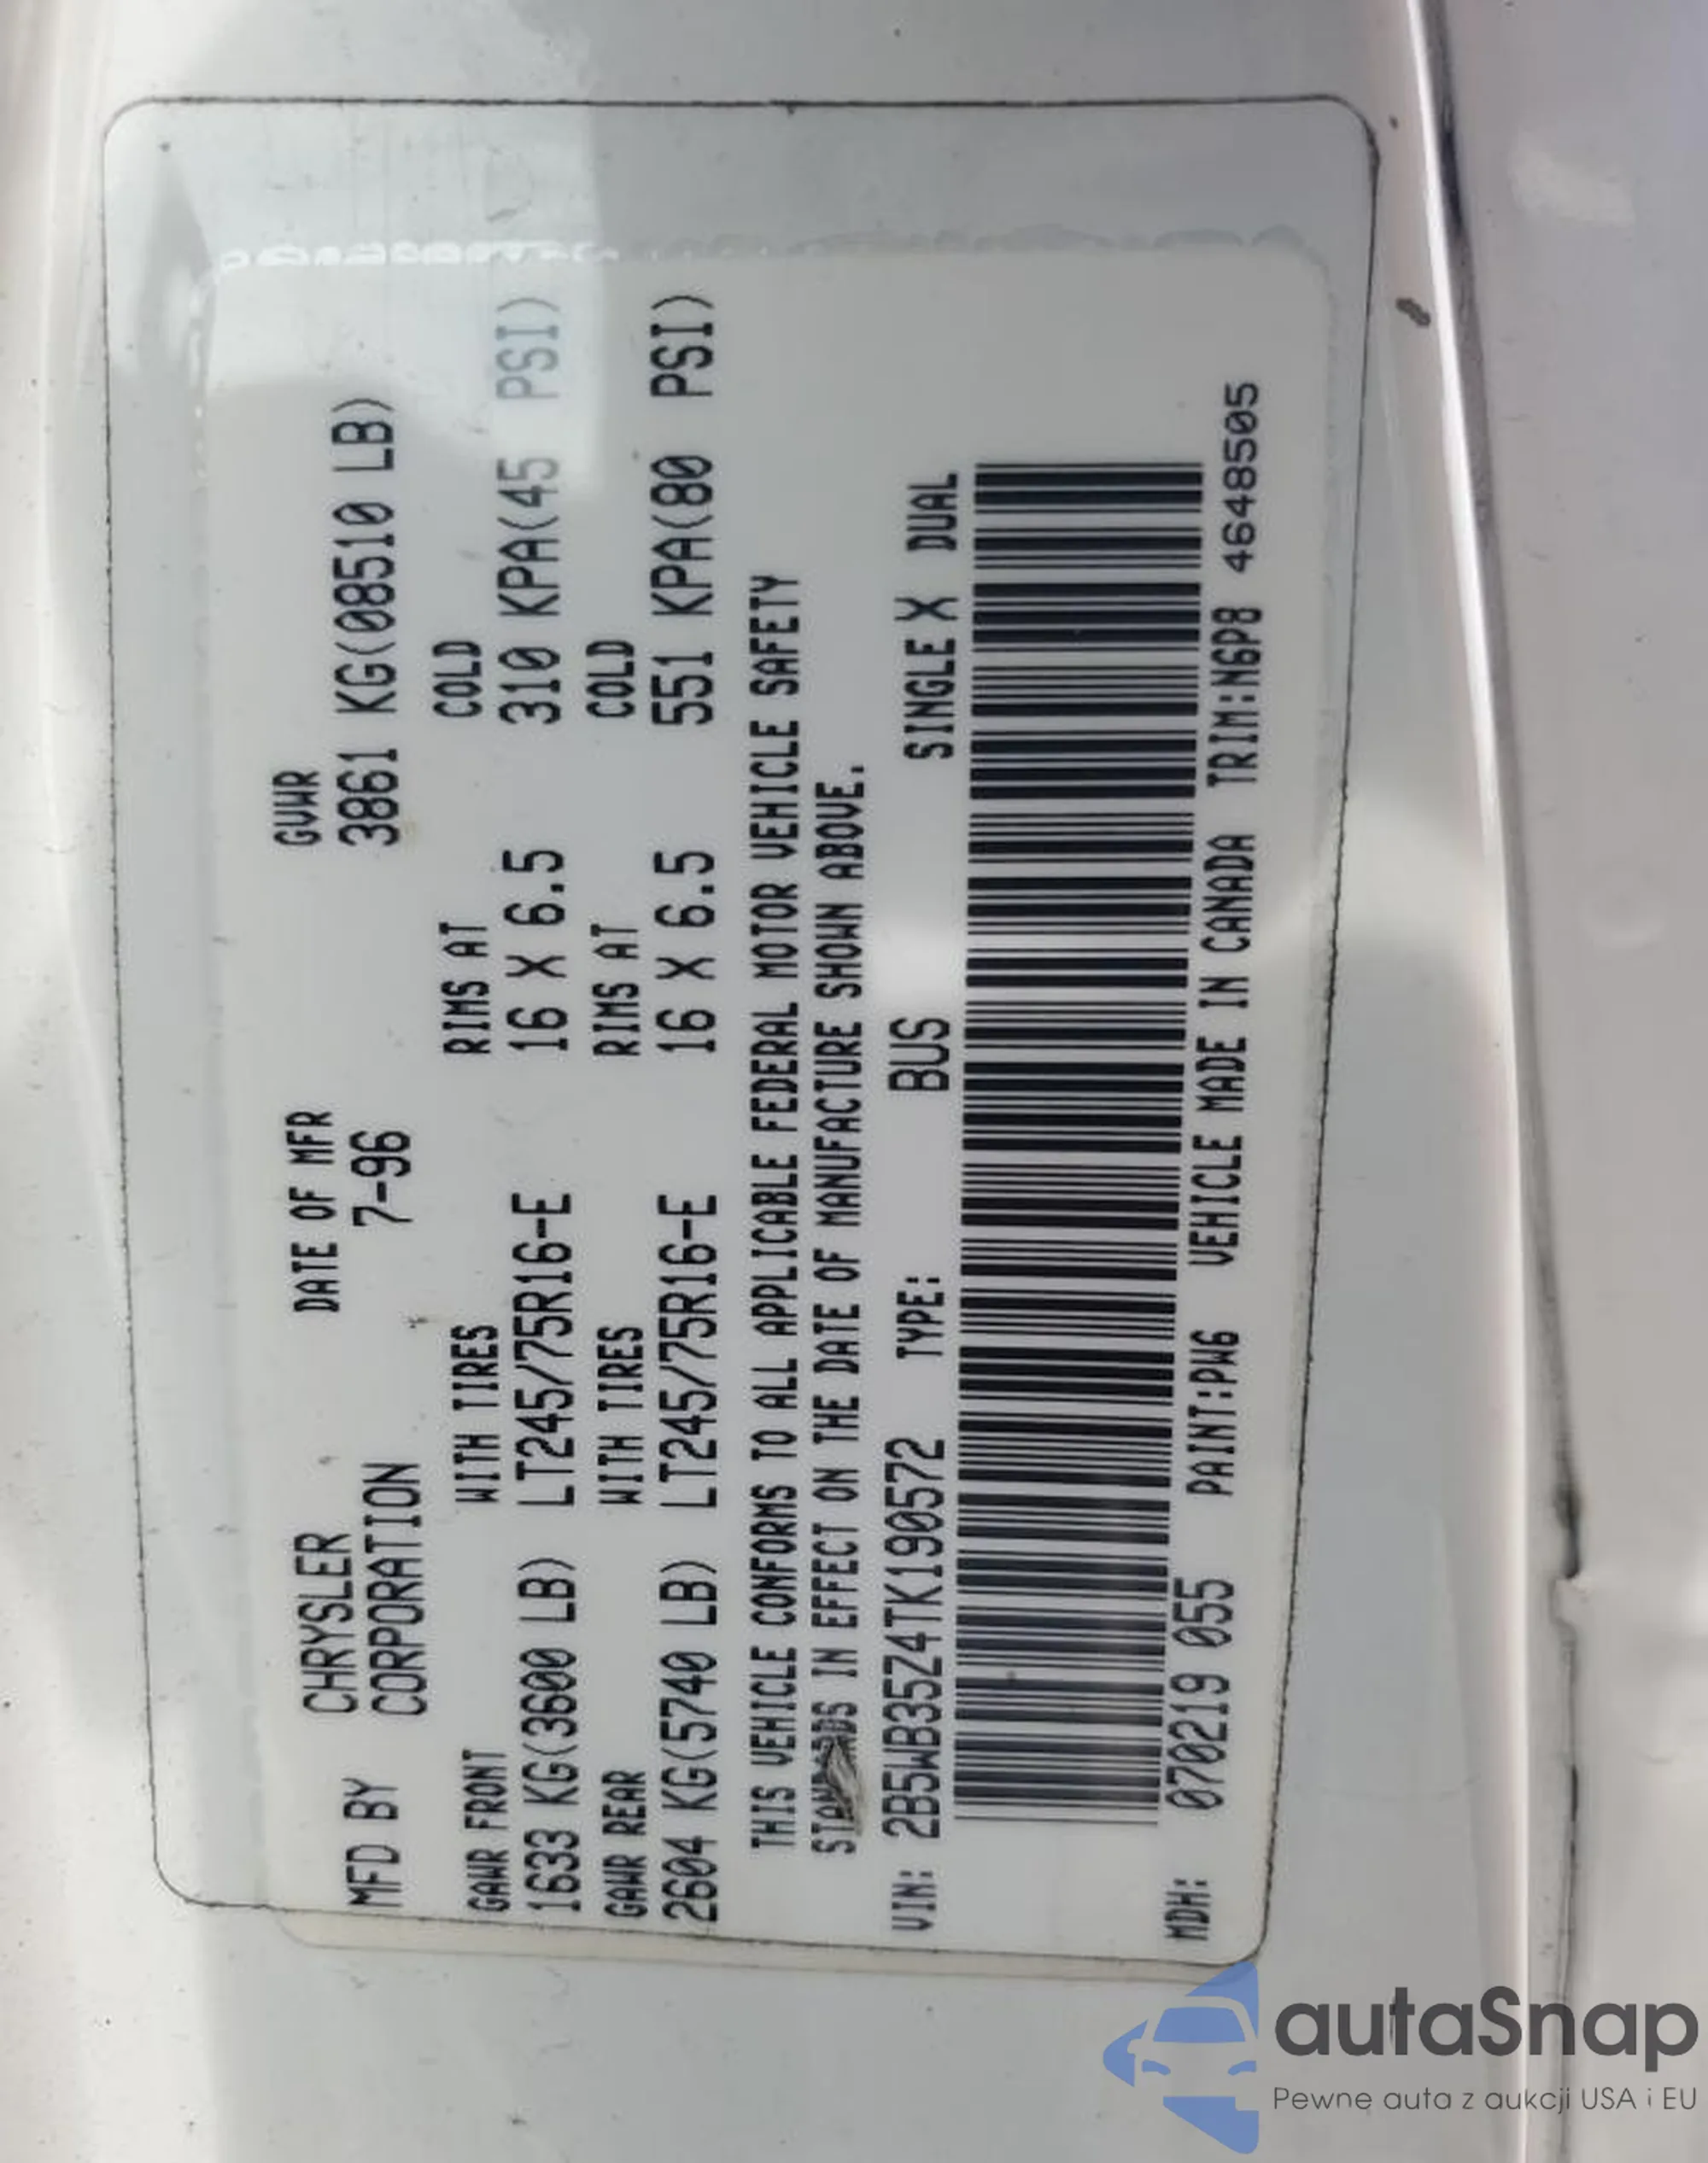 MFD BY CHRYSLER CORPORATION DATE OF MFR 7-96 GVWR 3861 KG(08510 LB)
GAWR FRONT WITH TIRES RIMS AT COLD
1633 KG(3600 LB) LT245/75R16-E 16 X 6.5 310 KPA(45 PSI)
GAWR REAR WITH TIRES RIMS AT COLD
2604 KG(5740 LB) LT245/75R16-E 16 X 6.5 551 KPA(80 PSI)
THIS VEHICLE CONFORMS TO ALL APPLICABLE FEDERAL MOTOR VEHICLE SAFETY
STANDARDS IN EFFECT ON THE DATE OF MANUFACTURE SHOWN ABOVE.
VIN: 2B5WB35Z4TK190572 TYPE: BUS SINGLE X DUAL
MDH: 070219 055 PAINT:PW6 VEHICLE MADE IN CANADA TRIM:N6P8 4648505
autaSnap
Pewne auta z aukcji USA i EU